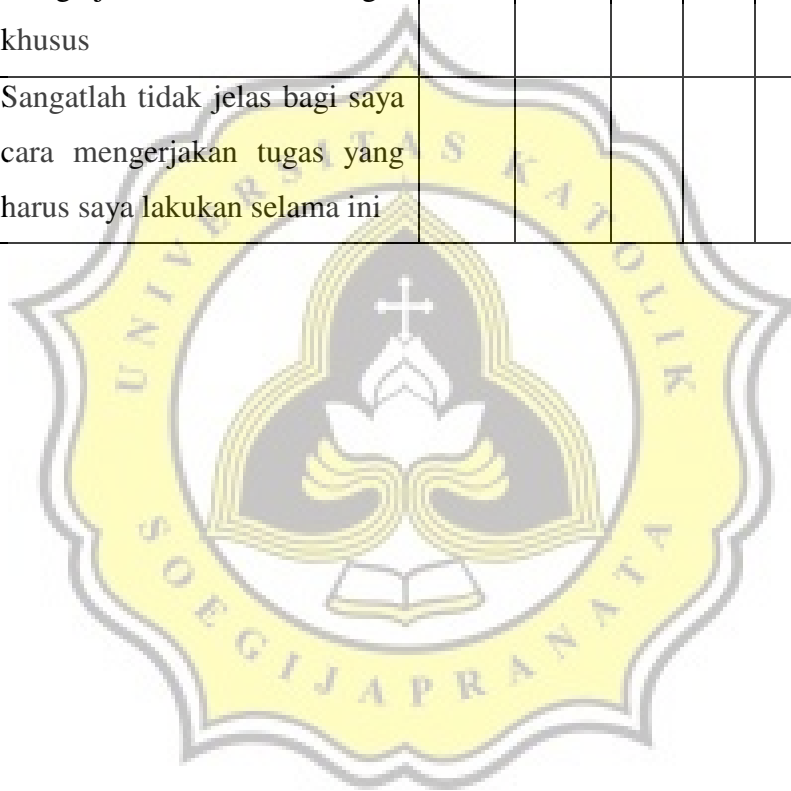 khusus
Sangatlah tidak jelas bagi saya
cara mengerjakan tugas yang
harus saya lakukan selama ini
UNIVERSITAS KATOLIK
SOEGIJAPRANATA